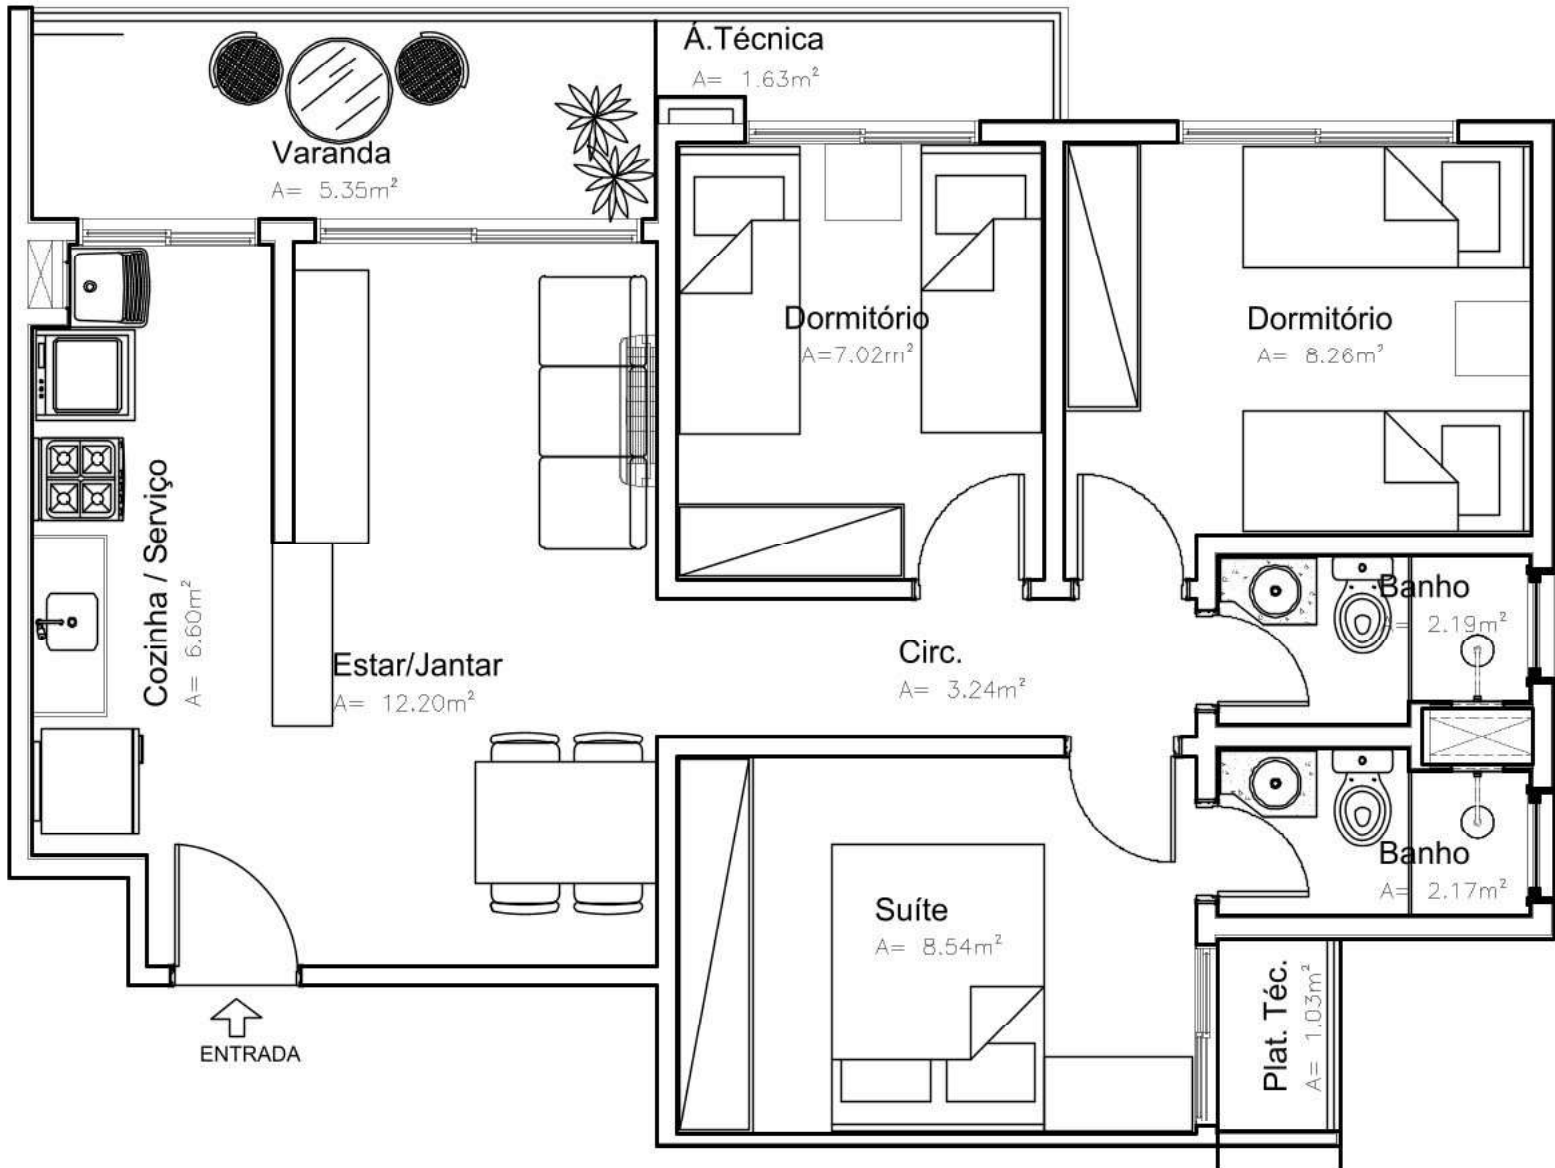 Á.Técnica
A= 1.63m²
Varanda
A= 5.35m²
Dormitório
A=7.02m²
Dormitório
A= 8.26m²
Cozinha / Serviço
A= 6.60m²
Estar/Jantar
A= 12.20m²
Circ.
A= 3.24m²
Banho
A= 2.19m²
Banho
A= 2.17m²
Suíte
A= 8.54m²
Plat. Téc.
A= 1.03m²
ENTRADA